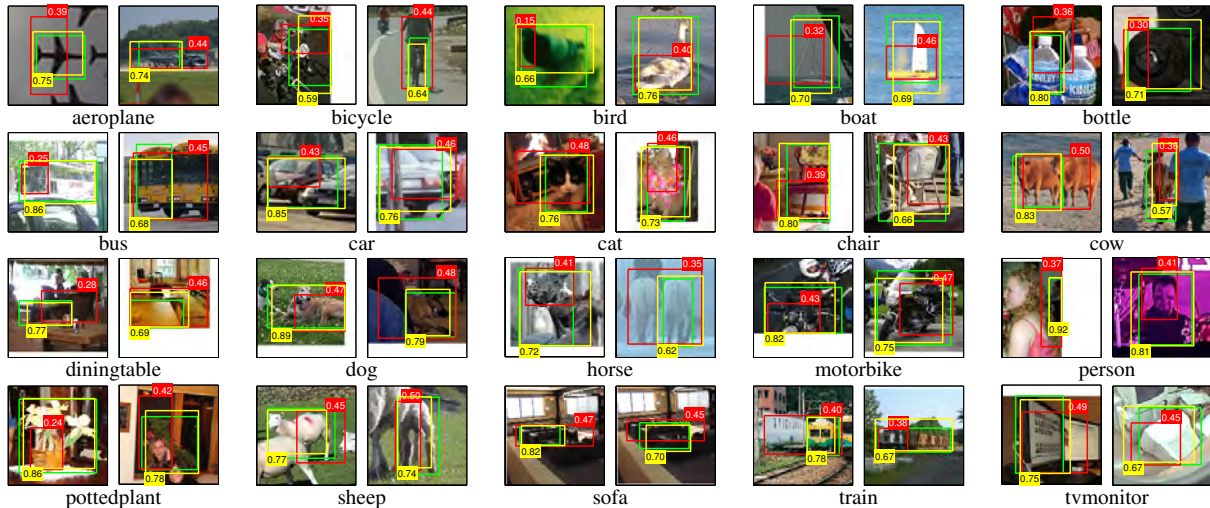 0.39 0.44 0.35 0.44 0.15 0.40 0.32 0.46 0.36 0.30
0.75 0.74 0.59 0.64 0.66 0.76 0.70 0.69 0.80 0.71
KINLEY
aeroplane bicycle bird boat bottle
0.25 0.45 0.43 0.46 0.48 0.46 0.39 0.43 0.50 0.36
0.86 0.68 0.85 0.76 0.76 0.73 0.80 0.66 0.83 0.57
bus car cat chair cow
0.28 0.46 0.47 0.48 0.41 0.35 0.43 0.47 0.37 0.41
0.77 0.69 0.89 0.79 0.72 0.62 0.82 0.75 0.92 0.81
diningtable dog horse motorbike person
0.24 0.42 0.45 0.50 0.47 0.45 0.40 0.38 0.49 0.45
0.86 0.78 0.77 0.74 0.82 0.70 0.78 0.67 0.75 0.67
pottedplant sheep sofa train tvmonitor